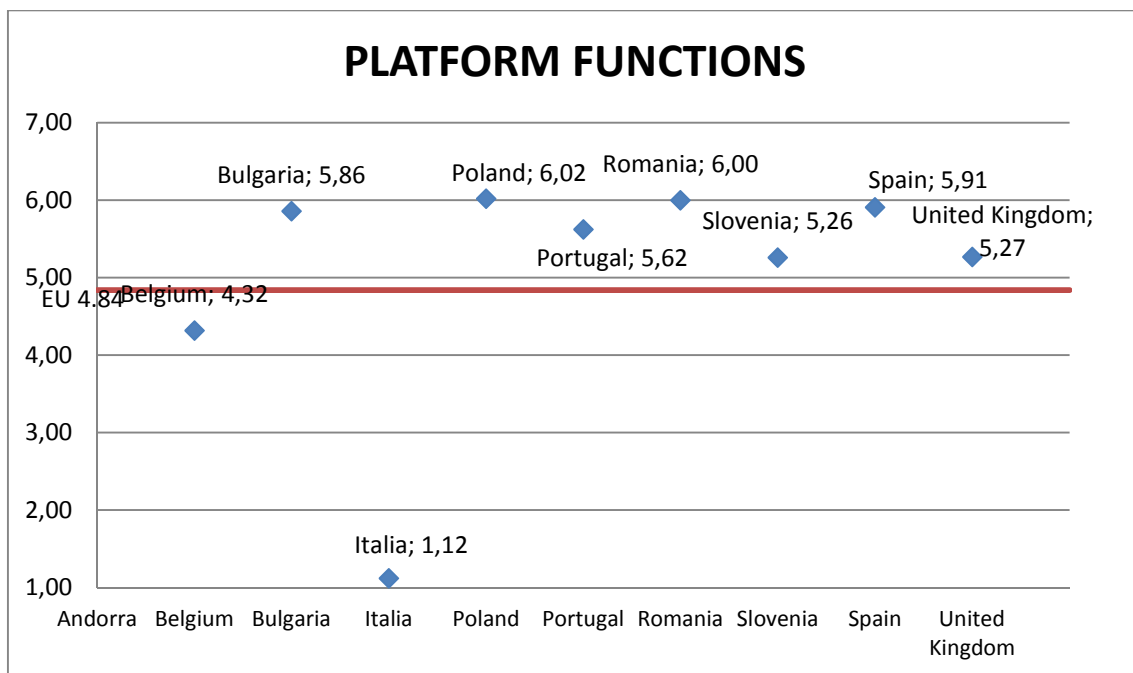 PLATFORM FUNCTIONS
7,00
6,00
5,00
4,00
3,00
2,00
1,00
Bulgaria; 5,86
Poland; 6,02
Romania; 6,00
Spain; 5,91
Slovenia; 5,26
United Kingdom;
5,27
Portugal; 5,62
EU 4.84
Belgium; 4,32
Italia; 1,12
Andorra
Belgium
Bulgaria
Italia
Poland
Portugal
Romania
Slovenia
Spain
United
Kingdom